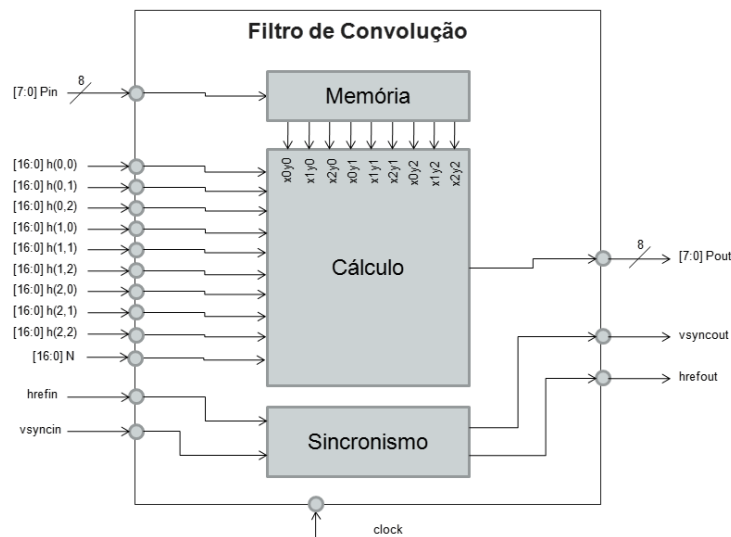 Filtro de Convolução
8
[7:0] Pin
Memória
x0y0
x1y0
x2y0
x0y1
x1y1
x2y1
x0y2
x1y2
x2y2
[16:0] h(0,0)
[16:0] h(0,1)
[16:0] h(0,2)
[16:0] h(1,0)
[16:0] h(1,1)
[16:0] h(1,2)
[16:0] h(2,0)
[16:0] h(2,1)
[16:0] h(2,2)
[16:0] N
Cálculo
8
[7:0] Pout
vsyncout
hrefout
hrefin
vsyncin
Sincronismo
clock